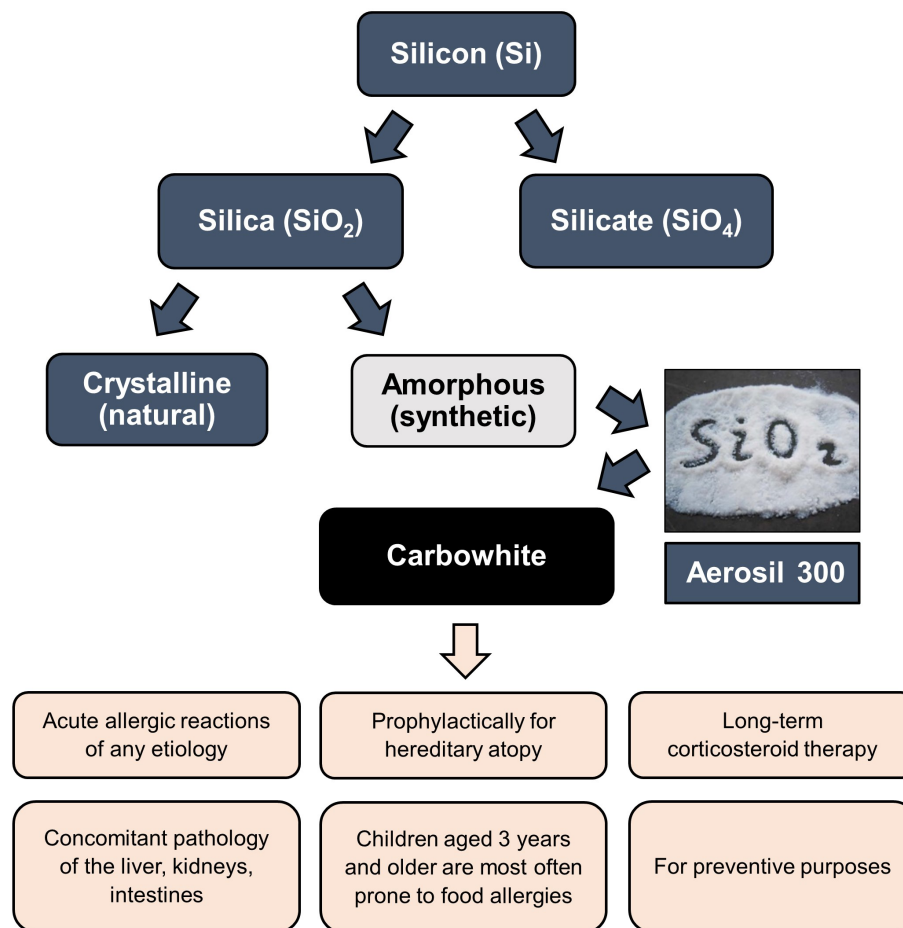 Silicon (Si)
Silica (SiO₂)
Silicate (SiO₄)
Crystalline
(natural)
Amorphous
(synthetic)
SiO₂
Carbowhite
Aerosil 300
Acute allergic reactions
of any etiology
Prophylactically for
hereditary atopy
Long-term
corticosteroid therapy
Concomitant pathology
of the liver, kidneys,
intestines
Children aged 3 years
and older are most often
prone to food allergies
For preventive purposes